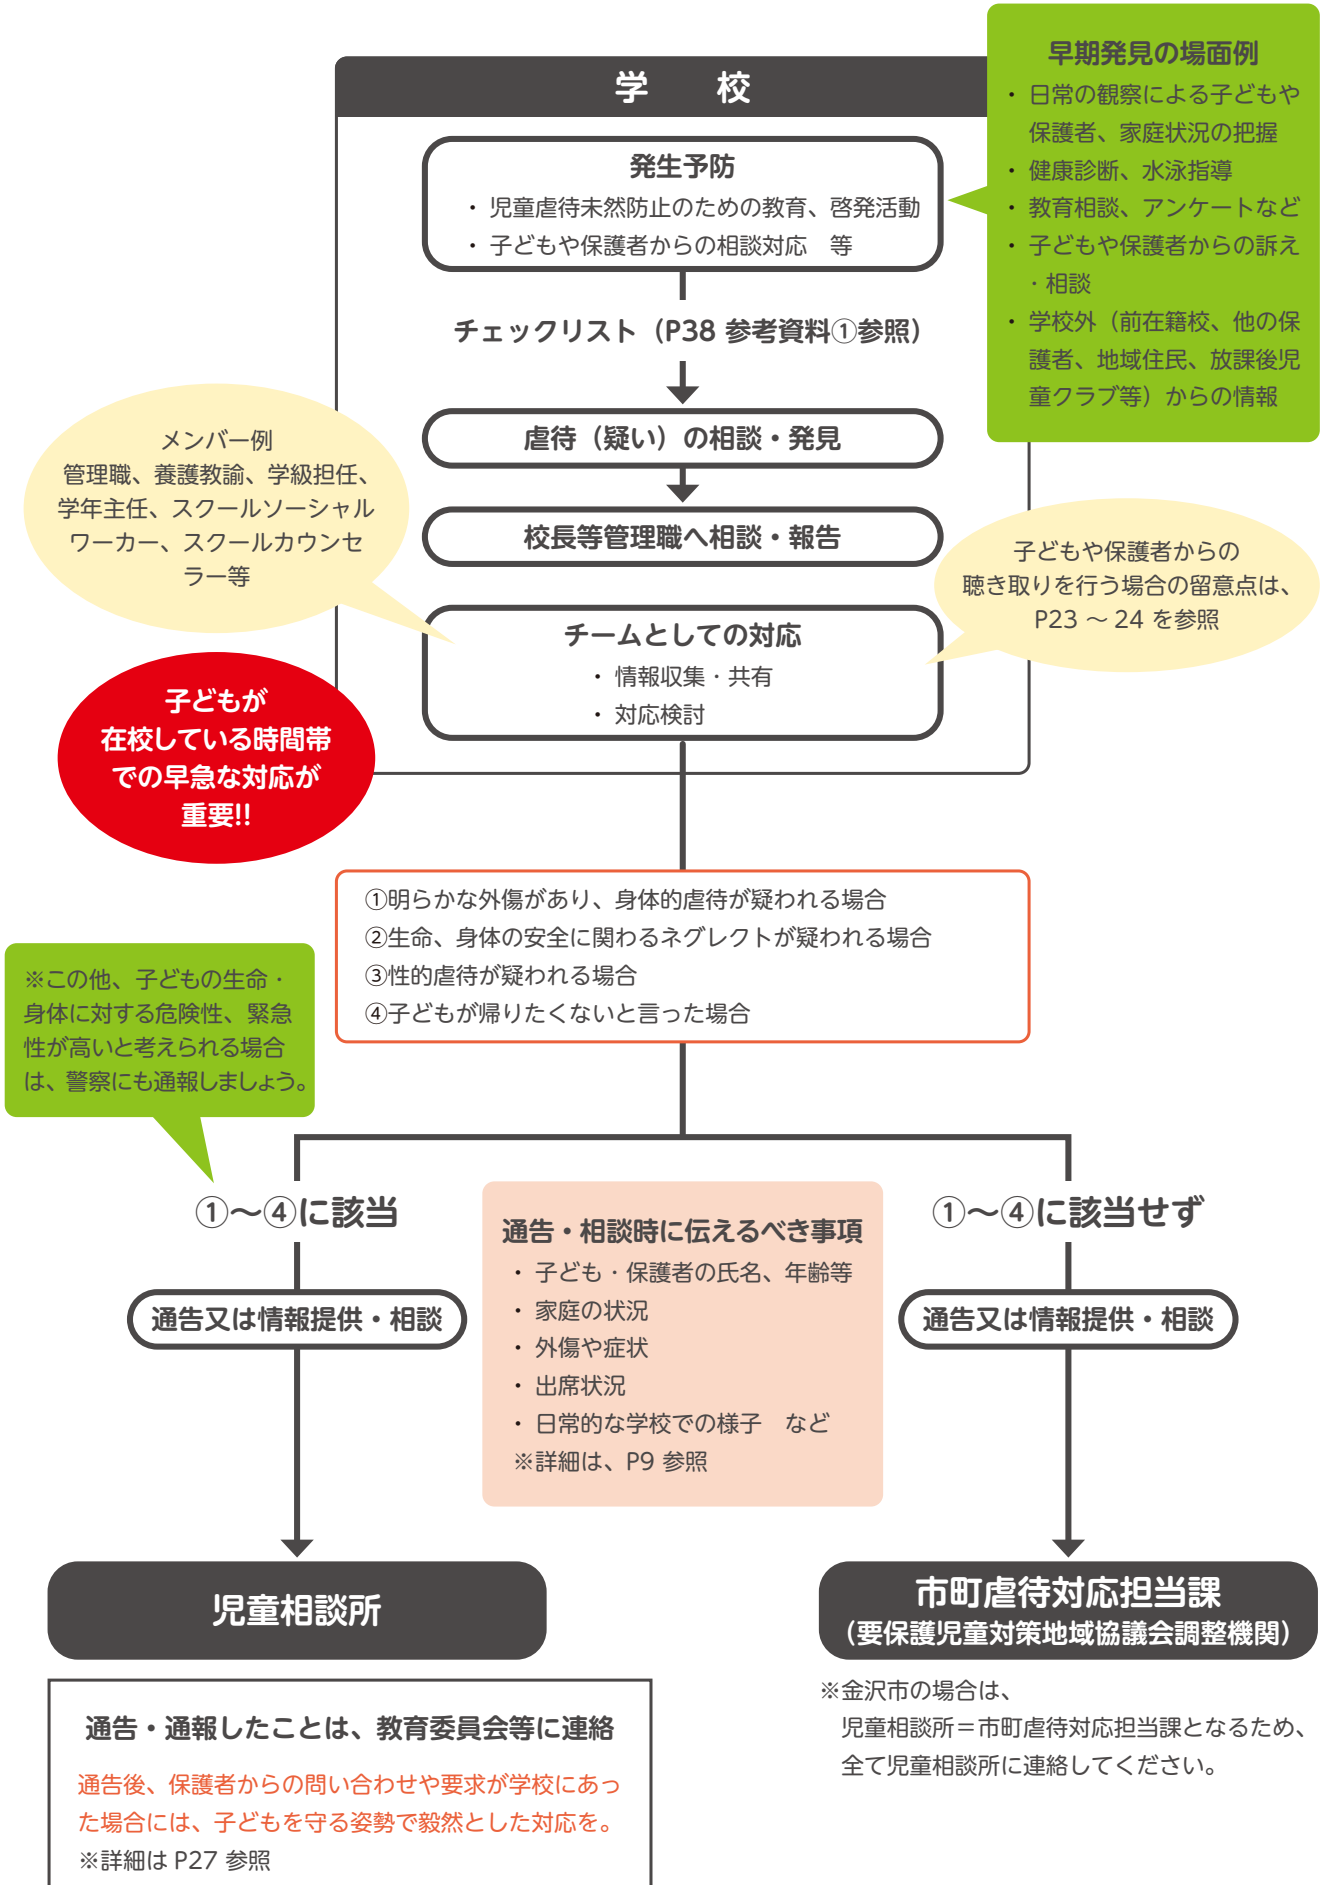 学　校
早期発見の場面例
・ 日常の観察による子どもや
保護者、家庭状況の把握
・ 健康診断、水泳指導
・ 教育相談、アンケートなど
・ 子どもや保護者からの訴え
・相談
・ 学校外（前在籍校、他の保
護者、地域住民、放課後児
童クラブ等）からの情報
発生予防
・ 児童虐待未然防止のための教育、啓発活動
・ 子どもや保護者からの相談対応　等
チェックリスト（P38 参考資料①参照）
虐待（疑い）の相談・発見
メンバー例
管理職、養護教諭、学級担任、
学年主任、スクールソーシャル
ワーカー、スクールカウンセ
ラー等
校長等管理職へ相談・報告
子どもや保護者からの
聴き取りを行う場合の留意点は、
P23 ～ 24 を参照
チームとしての対応
・ 情報収集・共有
・ 対応検討
子どもが
在校している時間帯
での早急な対応が
重要!!
①明らかな外傷があり、身体的虐待が疑われる場合
②生命、身体の安全に関わるネグレクトが疑われる場合
③性的虐待が疑われる場合
④子どもが帰りたくないと言った場合
※この他、子どもの生命・
身体に対する危険性、緊急
性が高いと考えられる場合
は、警察にも通報しましょう。
①～④に該当
①～④に該当せず
通告又は情報提供・相談
通告・相談時に伝えるべき事項
・ 子ども・保護者の氏名、年齢等
・ 家庭の状況
・ 外傷や症状
・ 出席状況
・ 日常的な学校での様子　など
※詳細は、P9 参照
通告又は情報提供・相談
児童相談所
市町虐待対応担当課
（要保護児童対策地域協議会調整機関）
※金沢市の場合は、
児童相談所＝市町虐待対応担当課となるため、
全て児童相談所に連絡してください。
通告・通報したことは、教育委員会等に連絡
通告後、保護者からの問い合わせや要求が学校にあっ
た場合には、子どもを守る姿勢で毅然とした対応を。
※詳細は P27 参照